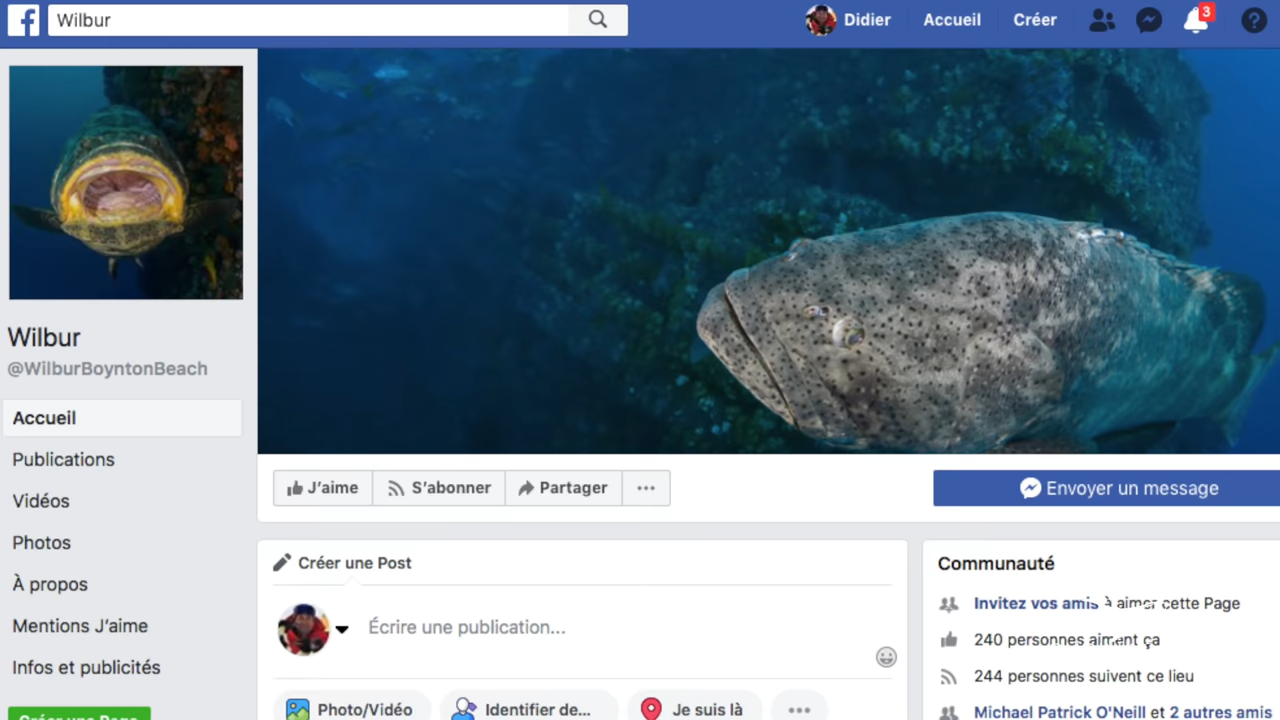 f
Wilbur
Didier
Accueil
Créer
3
?
Wilbur
@WilburBoyntonBeach
Accueil
Publications
Vidéos
Photos
À propos
Mentions J’aime
Infos et publicités
Créer une Page
J’aime
S’abonner
Partager
Envoyer un message
Créer une Post
Écrire une publication...
Photo/Vidéo
Identifier de...
Je suis là
Communauté
Invitez vos amis à aimer cette Page
240 personnes aiment ça
244 personnes suivent ce lieu
Michael Patrick O'Neill et 2 autres amis